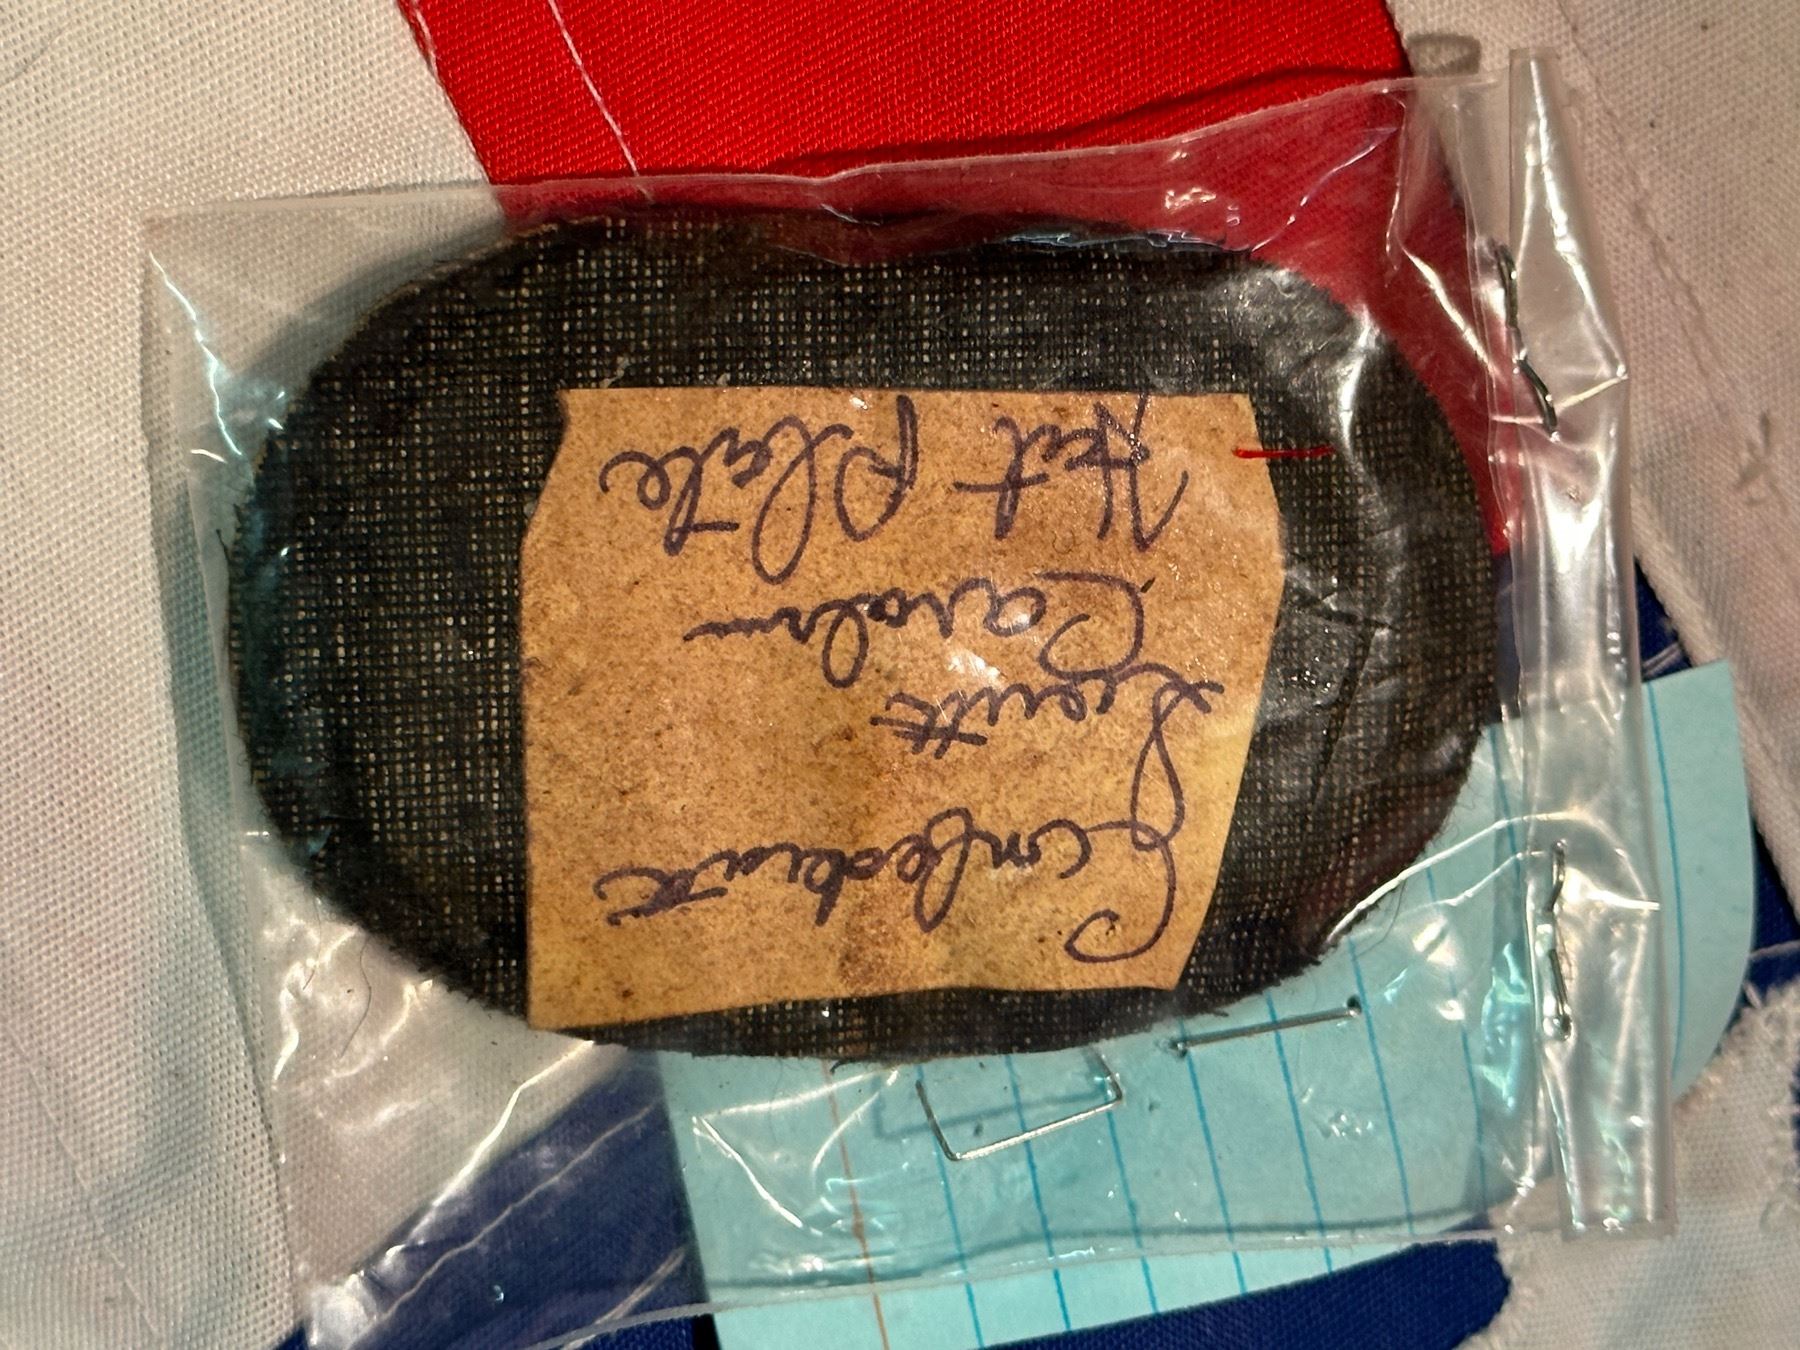 Confederate
South
Carolina
Hat Plate